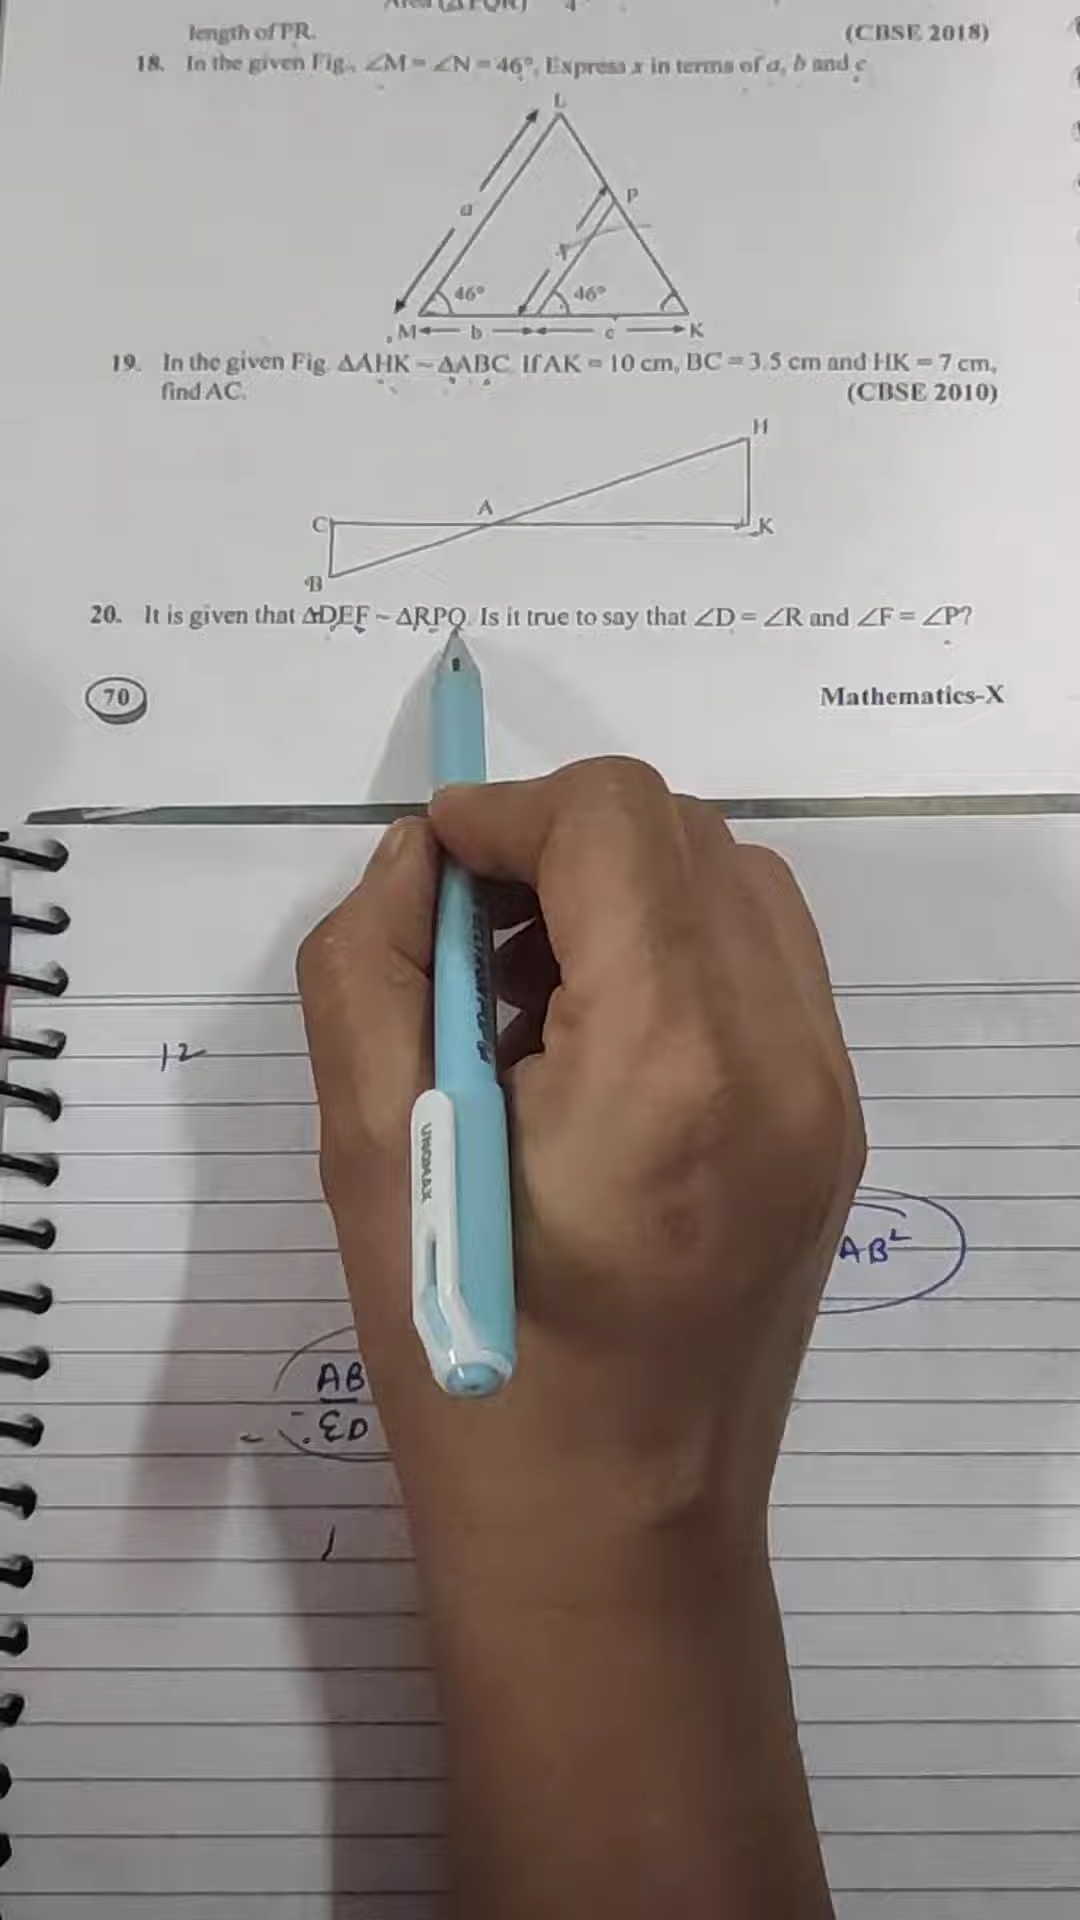 length of PR.
(CBSE 2018)
18. In the given Fig., ∠M = ∠N = 46°, Express x in terms of a, b and c
L
P
a
46°
46°
M
b
c
K
19. In the given Fig. ΔAHK ~ ΔABC. If AK = 10 cm, BC = 3.5 cm and HK = 7 cm,
find AC.
(CBSE 2010)
H
A
C
K
B
20. It is given that ΔDEF ~ ΔRPQ. Is it true to say that ∠D = ∠R and ∠F = ∠P?
70
Mathematics-X
12
AB²
AB
ED
UNOMAX